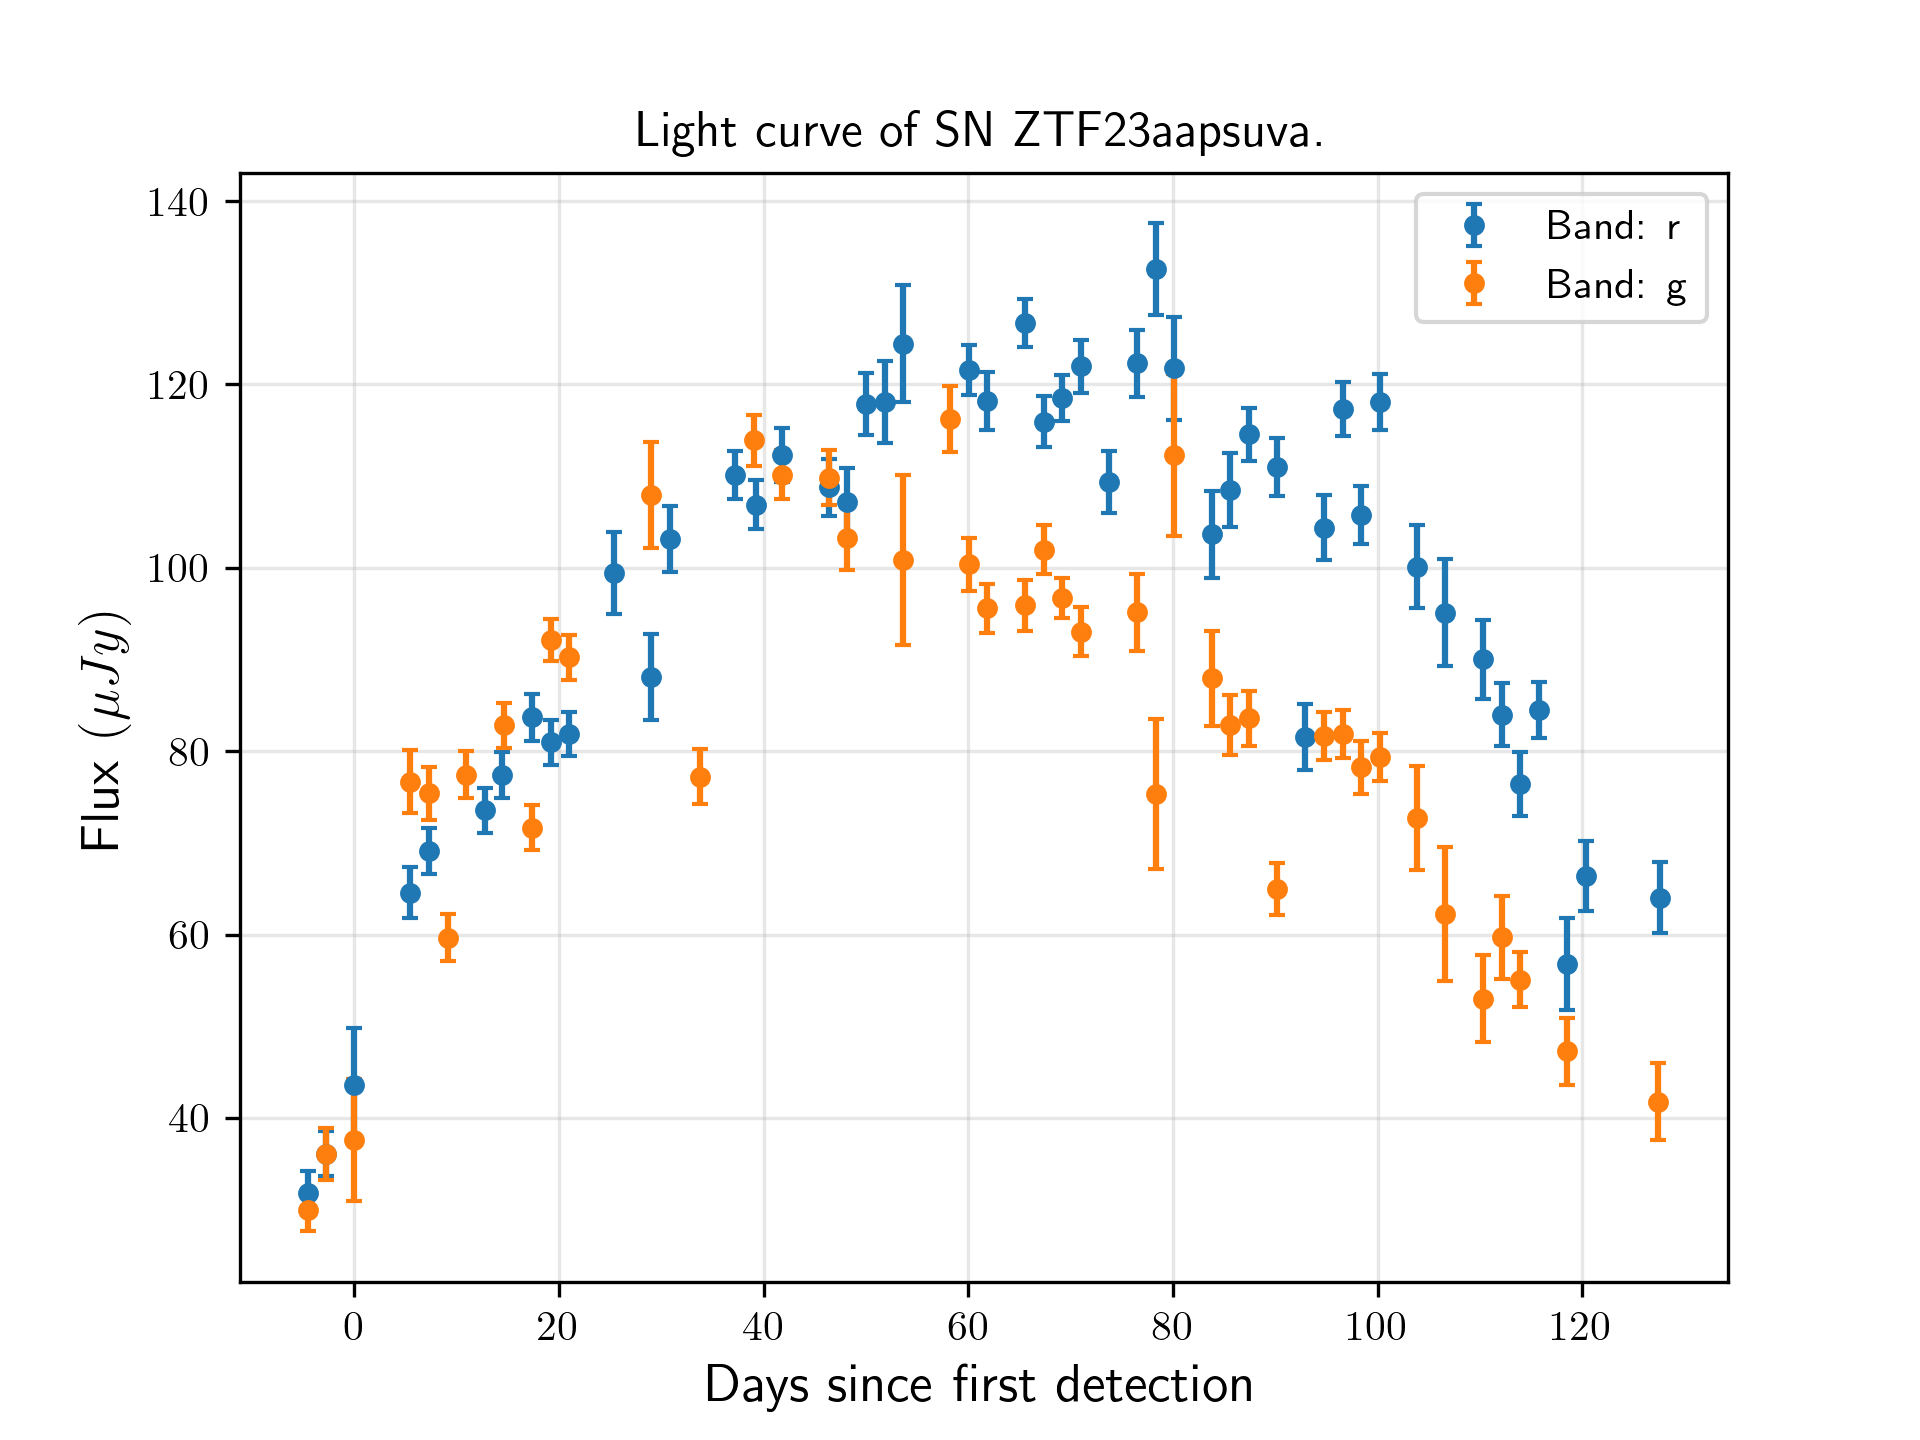 Light curve of SN ZTF23aapsuva.
Band: r
Band: g
140
120
100
80
60
40
Flux (μJy)
0 20 40 60 80 100 120
Days since first detection